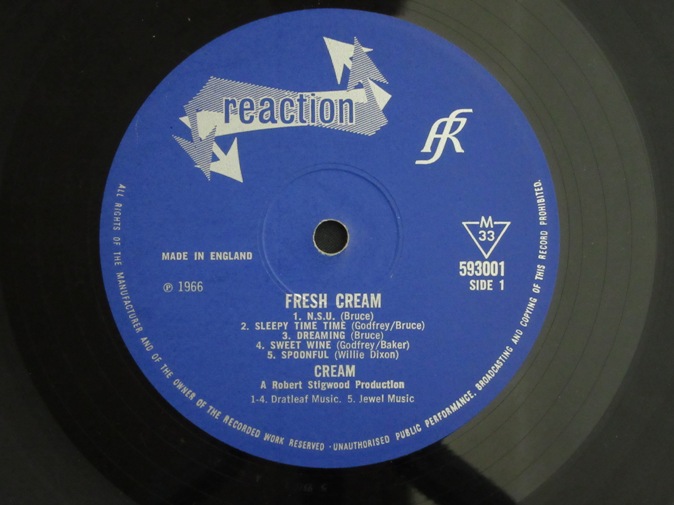 reaction
MADE IN ENGLAND
℗ 1966
M
33
593001
SIDE 1
FRESH CREAM
1. N.S.U. (Bruce)
2. SLEEPY TIME TIME (Godfrey/Bruce)
3. DREAMING (Bruce)
4. SWEET WINE (Godfrey/Baker)
5. SPOONFUL (Willie Dixon)
CREAM
A Robert Stigwood Production
1-4. Dratleaf Music. 5. Jewel Music
ALL RIGHTS OF THE MANUFACTURER AND OF THE OWNER OF THE RECORDED WORK RESERVED · UNAUTHORISED PUBLIC PERFORMANCE, BROADCASTING AND COPYING OF THIS RECORD PROHIBITED.